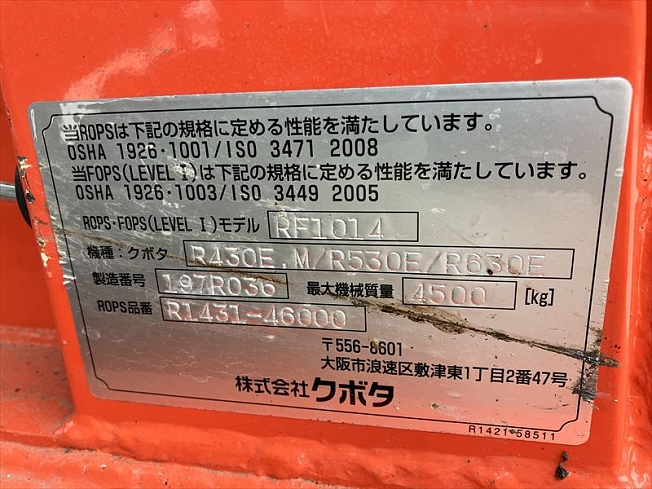 当ROPSは下記の規格に定める性能を満たしています。
OSHA 1926・1001/ISO 3471 2008
当FOPS(LEVEL I)は下記の規格に定める性能を満たしています。
OSHA 1926・1003/ISO 3449 2005
ROPS・FOPS(LEVEL I)モデル RF1014
機種：クボタ R430E,M/R530E/R630E
製造番号 197R036 最大機械質量 4500 [kg]
ROPS品番 R1431-46000
〒556-8601
大阪市浪速区敷津東1丁目2番47号
株式会社クボタ
R1421-58511